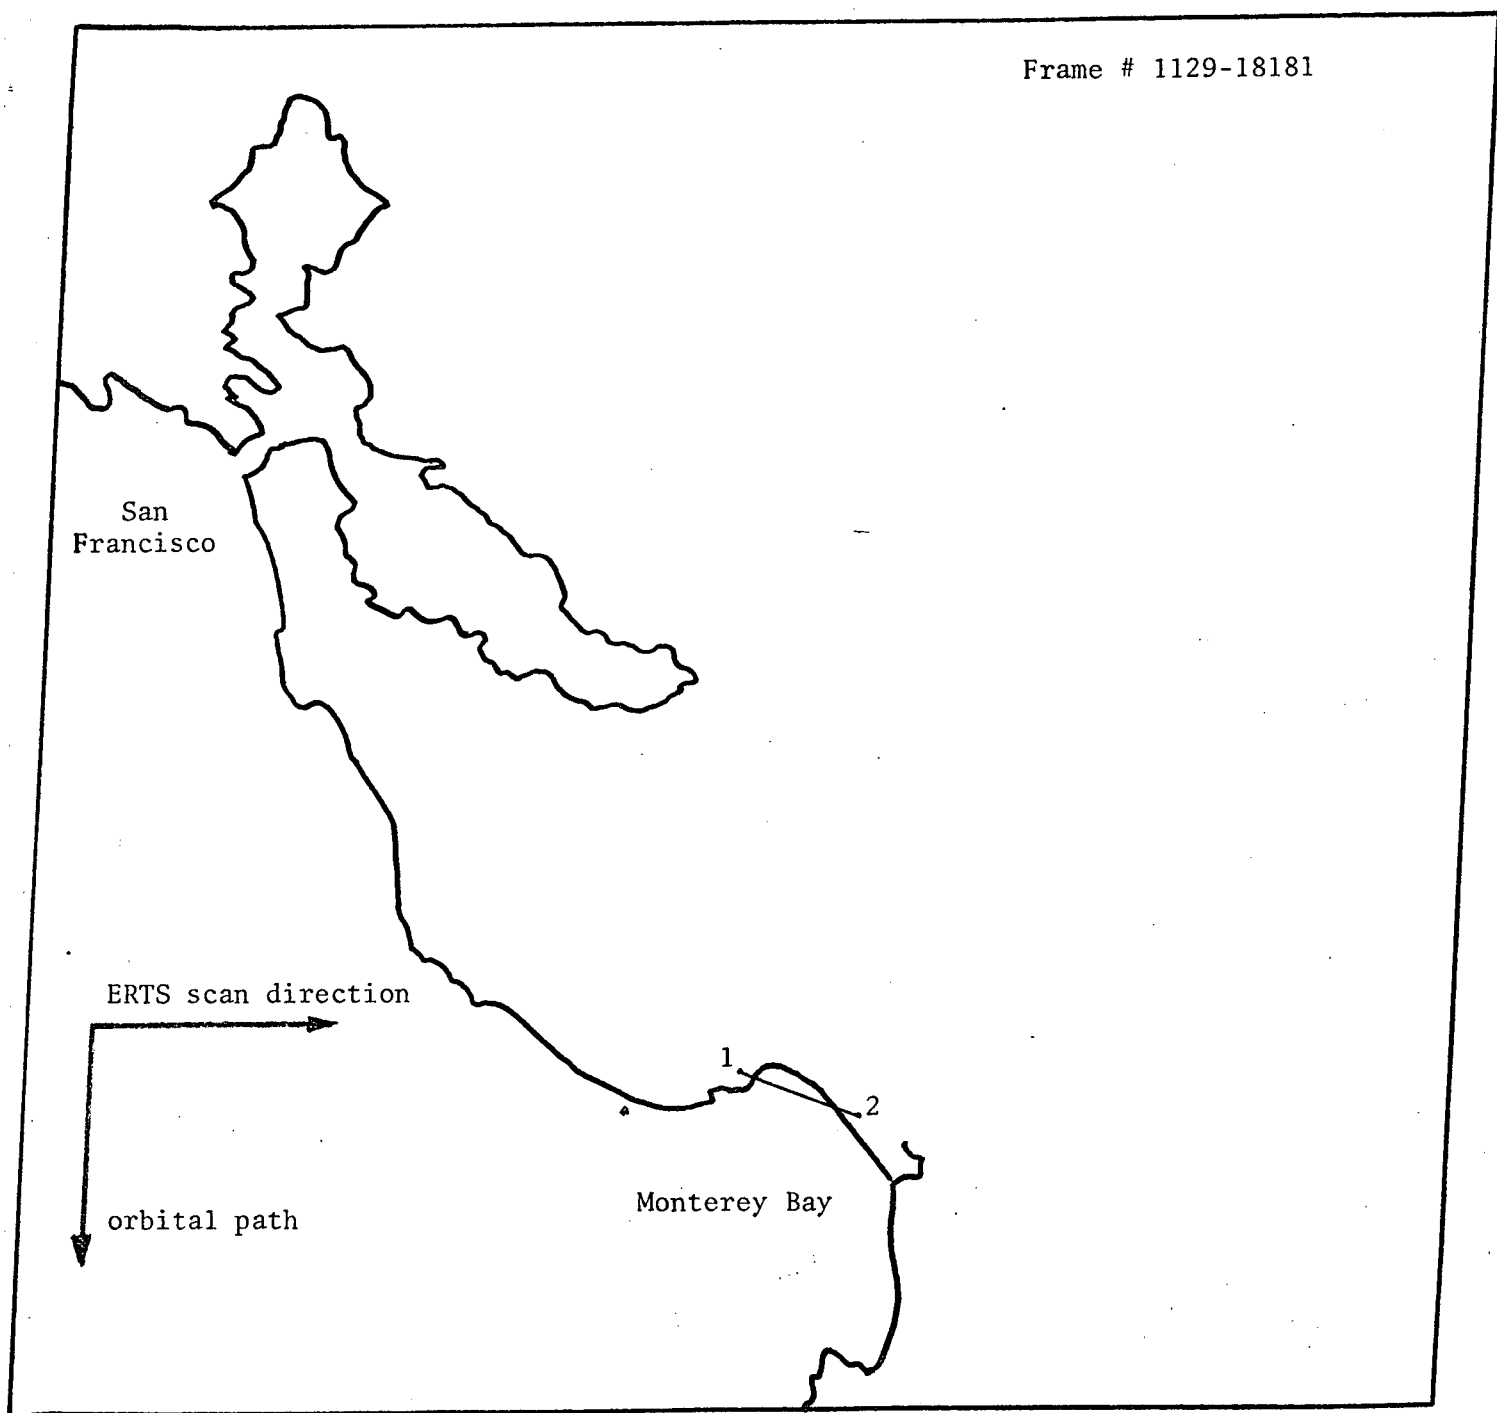 Frame # 1129-18181
San
Francisco
ERTS scan direction
1
2
Monterey Bay
orbital path